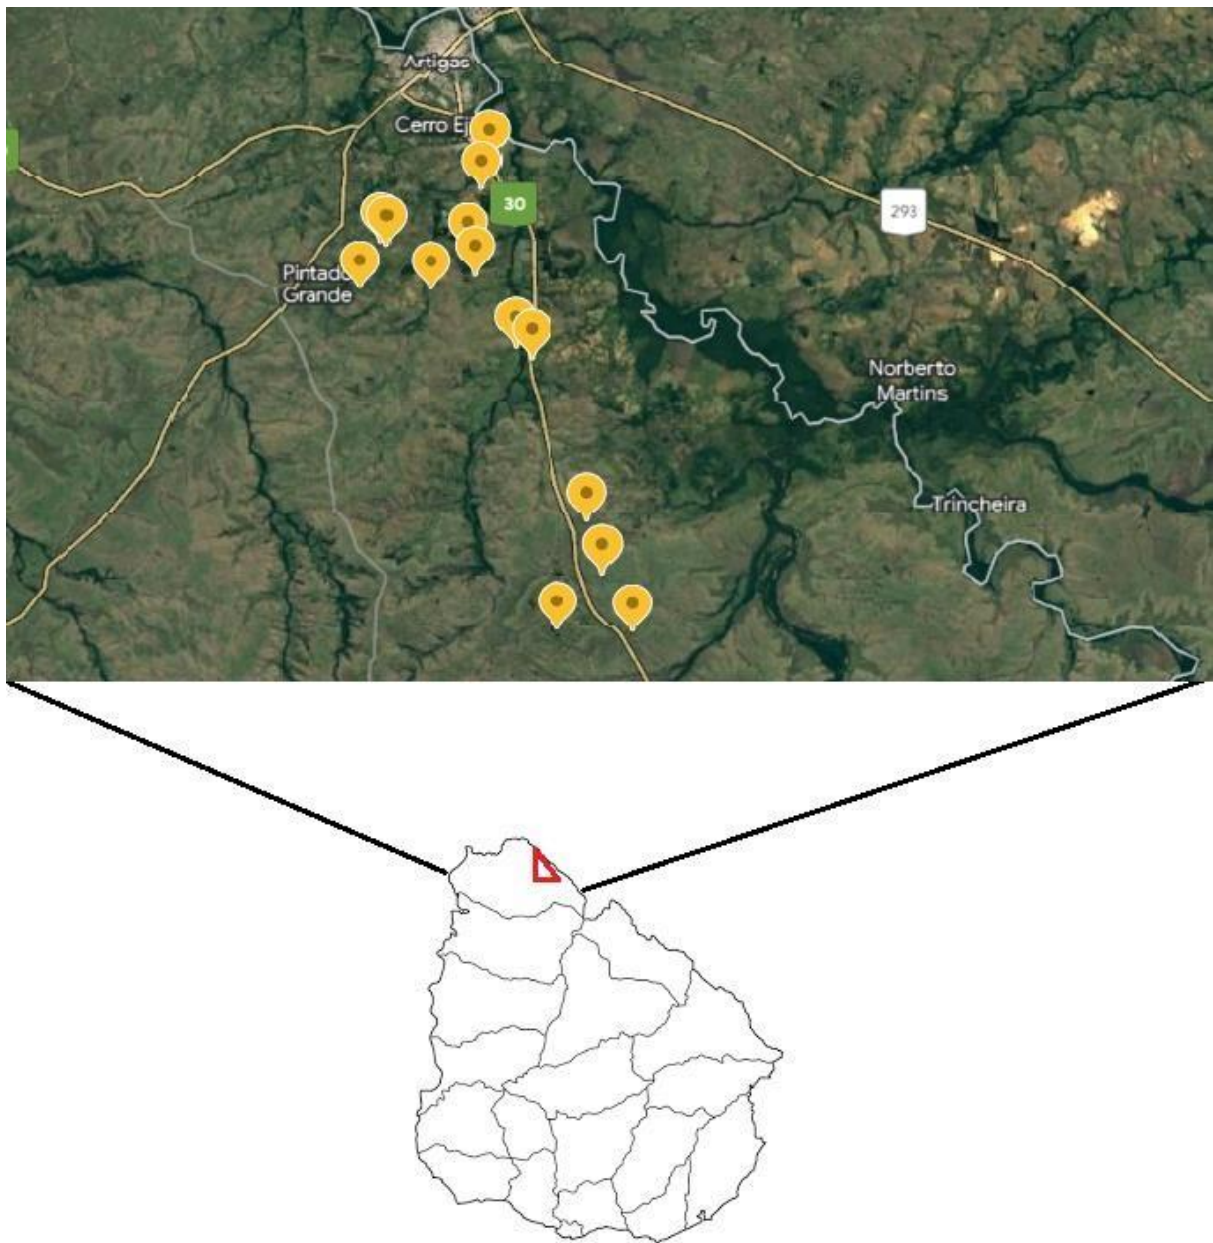 Artigas
Cerro Ej
30
293
Pintado
Grande
Norberto
Martins
Trincheira